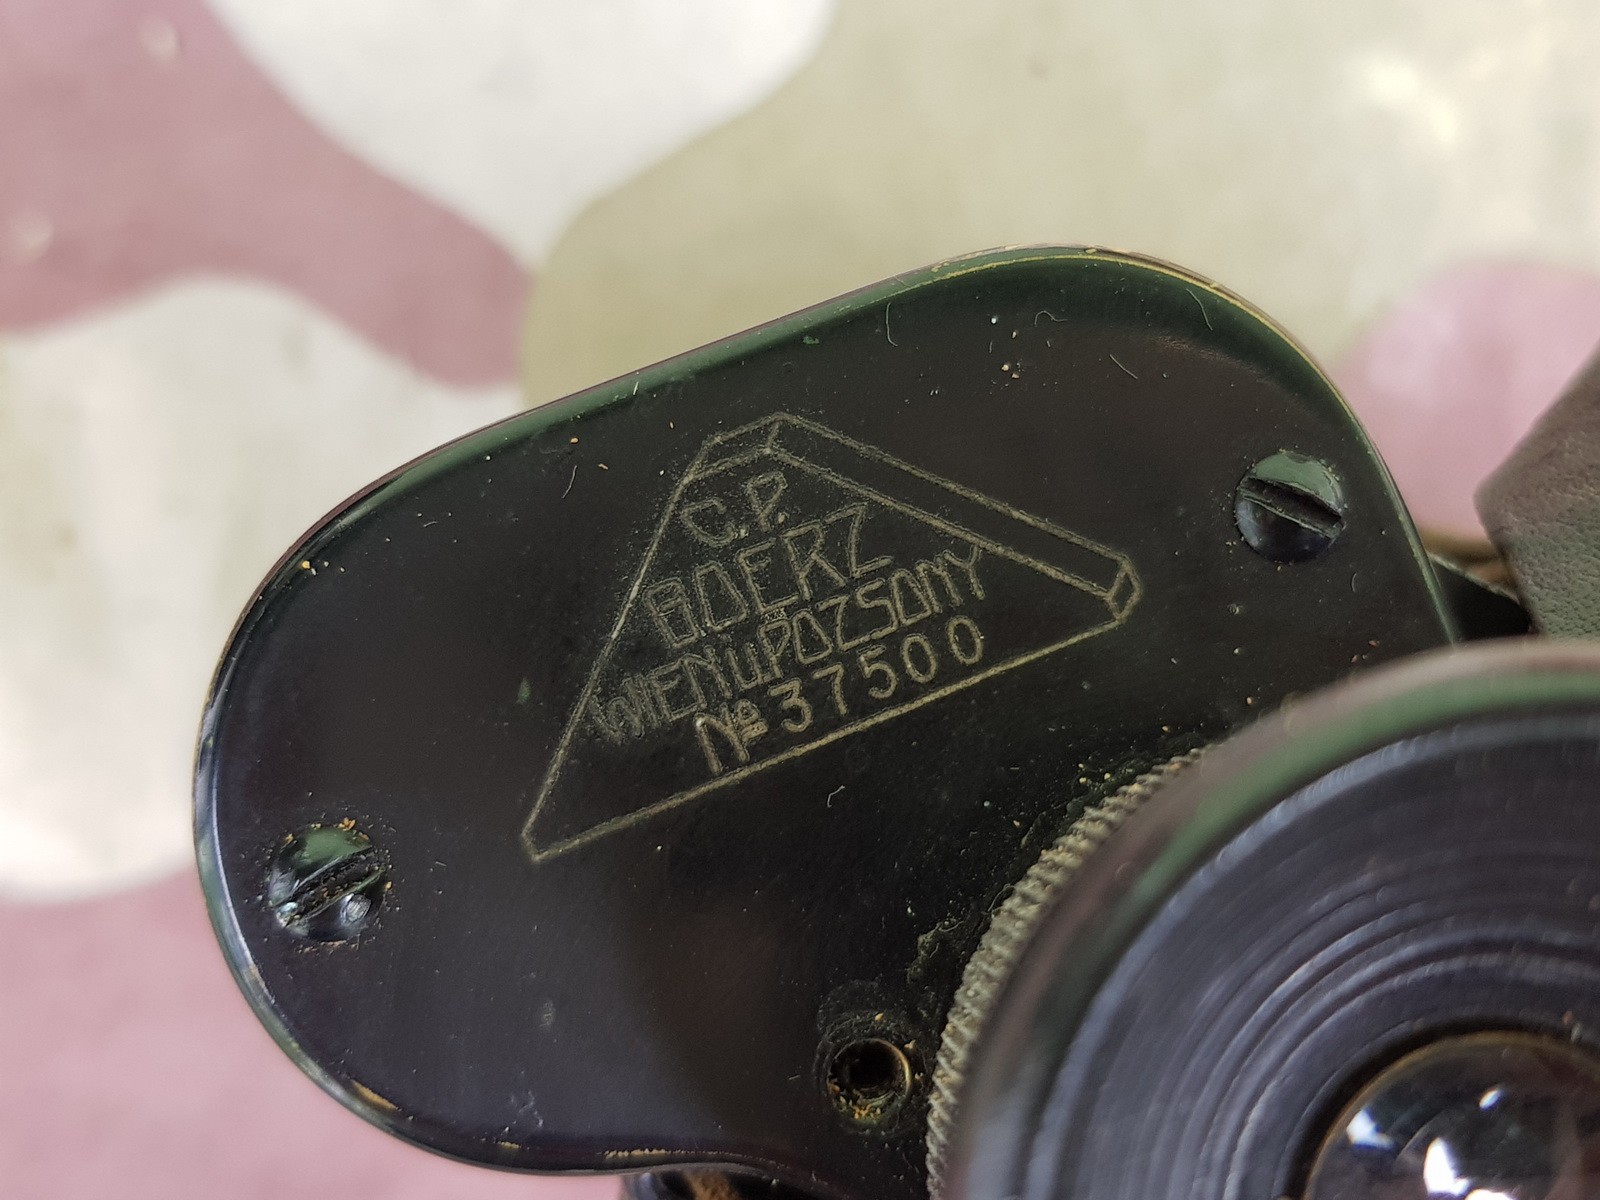 C.P.
GOERZ
WIEN u. POZSONY
№ 37500